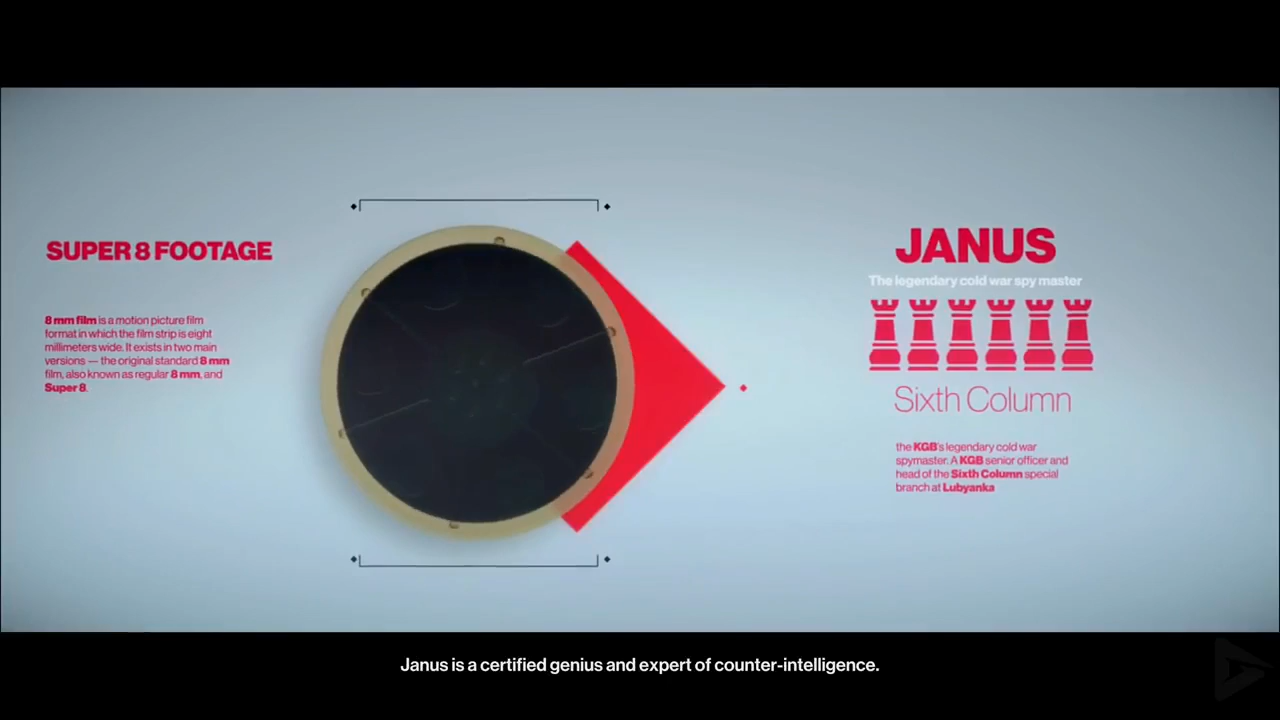 SUPER 8 FOOTAGE
8 mm film is a motion picture film
format in which the film strip is eight
millimeters wide. It exists in two main
versions — the original standard 8 mm
film, also known as regular 8 mm, and
Super 8.
JANUS
The legendary cold war spy master
Sixth Column
the KGB's legendary cold war
spymaster. A KGB senior officer and
head of the Sixth Column special
branch at Lubyanka
Janus is a certified genius and expert of counter-intelligence.